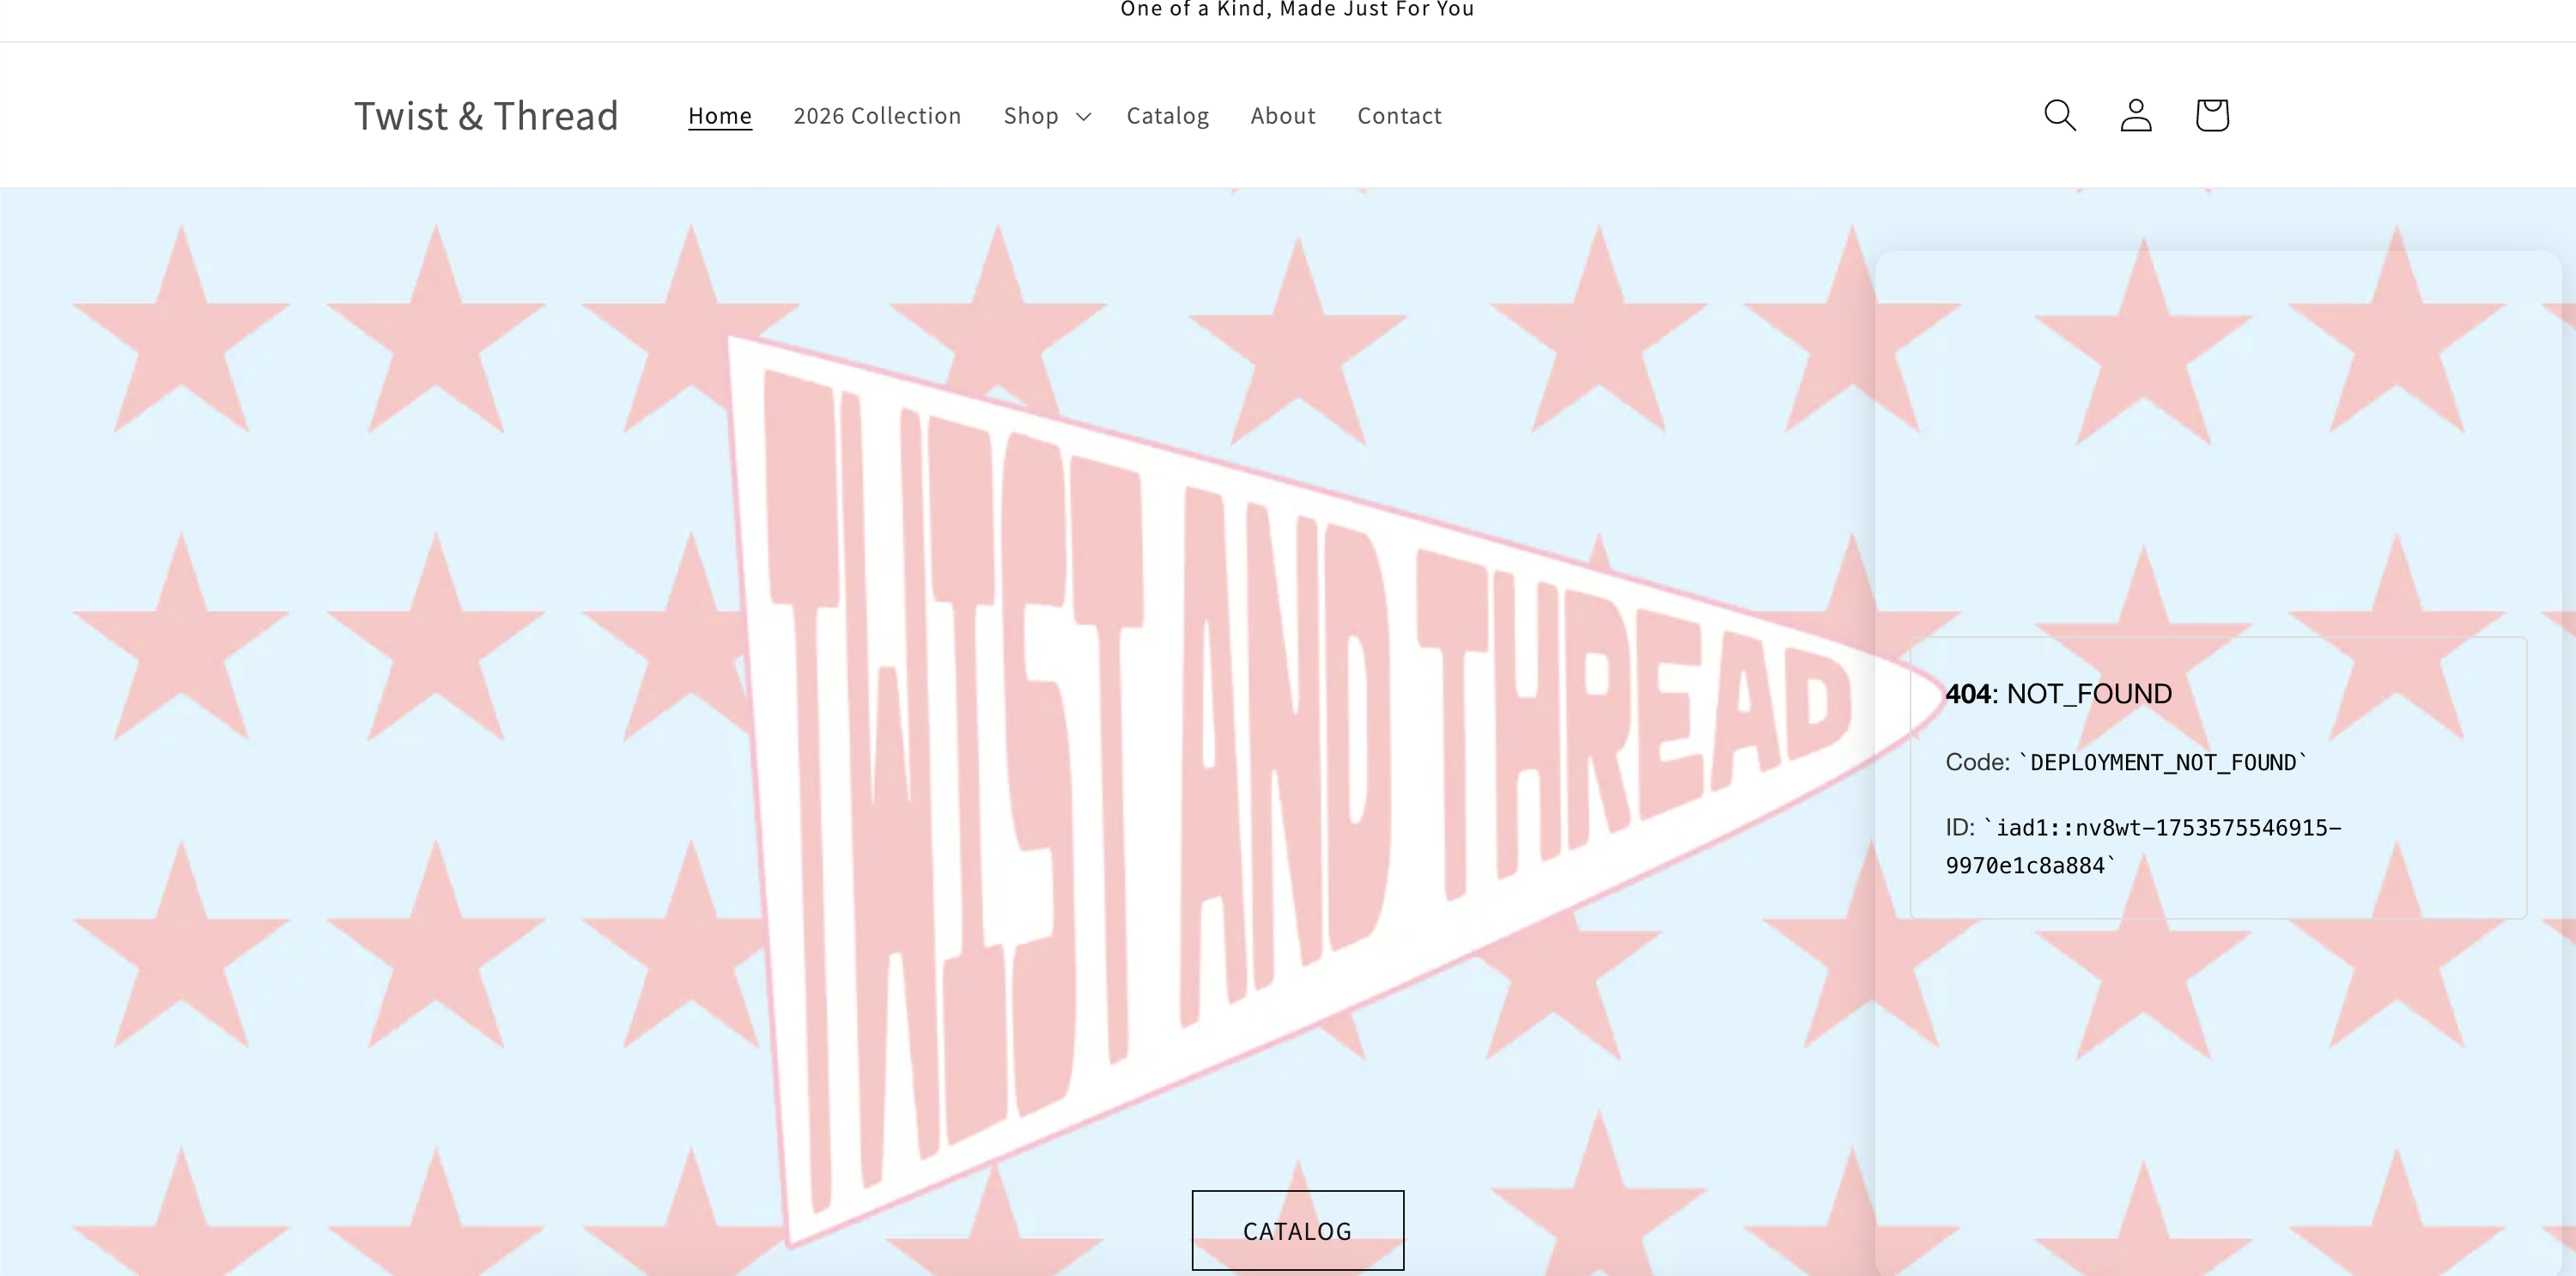 One of a Kind, Made Just For You
Twist & Thread
Home
2026 Collection
Shop
Catalog
About
Contact
TWIST AND THREAD
404: NOT_FOUND
Code: `DEPLOYMENT_NOT_FOUND`
ID: `iad1::nv8wt-1753575546915-
9970e1c8a884`
CATALOG